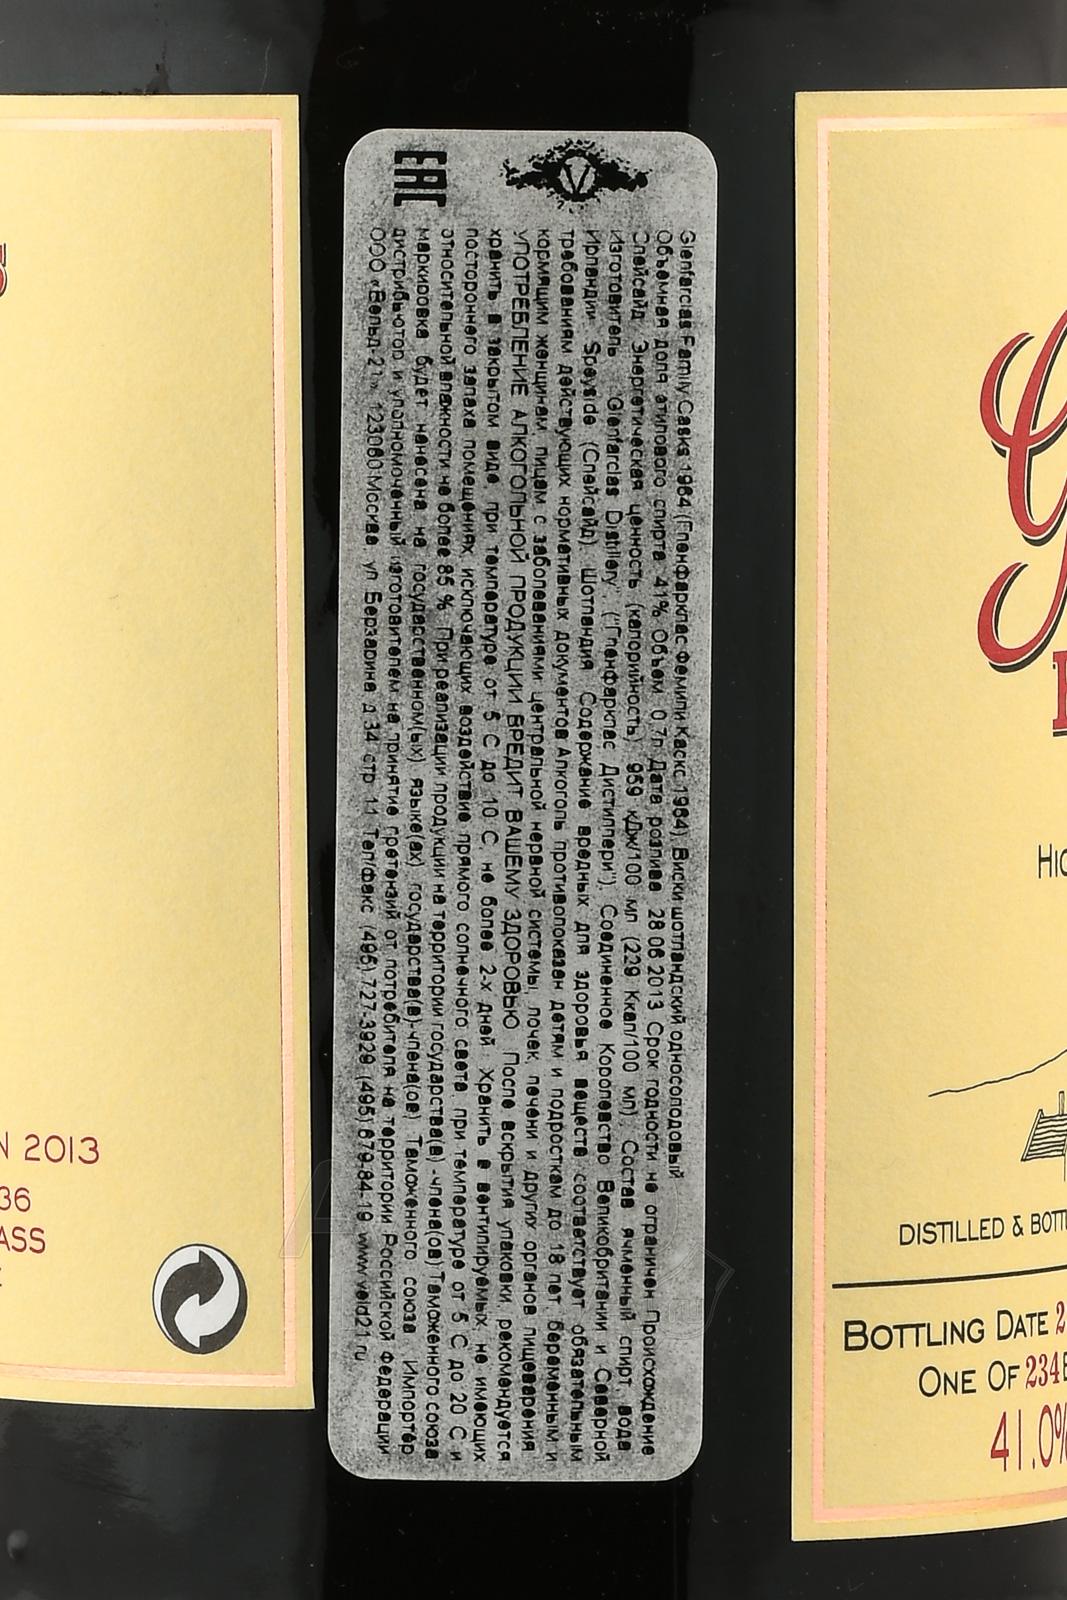 S
N 2013
36
ASS
EAC
V
Glenfarclas Family Casks 1964 (Гленфарклас Фемили Каскс 1964) Виски шотландский односолодовый
Объемная доля этилового спирта 41% Объем 0,7л Дата розлива 28 06 2013 Срок годности не ограничен Происхождение
Спейсайд Энергетическая ценность (калорийность) 959 кДж/100 мл (229 Ккал/100 мл) Состав ячменный спирт, вода
Изготовитель "Glenfarclas Distillery", ("Гленфарклас Дистиллери"), Соединенное Королевство Великобритании и Северной
Ирландии Speyside (Спейсайд), Шотландия Содержание вредных для здоровья веществ соответствует обязательным
требованиям действующих нормативных документов Алкоголь противопоказан детям и подросткам до 18 лет, беременным и
кормящим женщинам, лицам с заболеваниями центральной нервной системы, почек, печени и других органов пищеварения
УПОТРЕБЛЕНИЕ АЛКОГОЛЬНОЙ ПРОДУКЦИИ ВРЕДИТ ВАШЕМУ ЗДОРОВЬЮ После вскрытия упаковки, рекомендуется
хранить в закрытом виде, при температуре от 5 С до 10 С, не более 2-х дней Хранить в вентилируемых, не имеющих
постороннего запаха помещениях, исключающих воздействие прямого солнечного света, при температуре от 5 С до 20 С и
относительной влажности не более 85 % При реализации продукции на территории государства(в) -члена(ов) Таможенного союза
маркировка будет нанесена на государственном(ых) языке(ах) государства(в)-члена(ов) Таможенного союза Импортёр
дистрибьютор и уполномоченный изготовителем на принятие претензий от потребителя на территории Российской Федерации
ООО «Вельд-21», 123060 Москва, ул Берзарина д 34 стр 11 Тел/факс (495) 727-3929 (495) 679-84-19 www.veld21.ru
HIG
DISTILLED & BOTT
BOTTLING DATE 2
ONE OF 234 B
41.0%